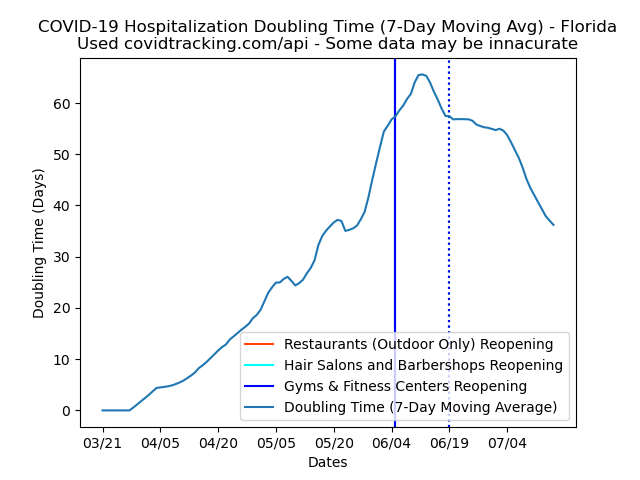 COVID-19 Hospitalization Doubling Time (7-Day Moving Avg) - Florida
Used covidtracking.com/api - Some data may be innacurate
Doubling Time (Days)
60
50
40
30
20
10
0
Restaurants (Outdoor Only) Reopening
Hair Salons and Barbershops Reopening
Gyms & Fitness Centers Reopening
Doubling Time (7-Day Moving Average)
03/21 04/05 04/20 05/05 05/20 06/04 06/19 07/04
Dates